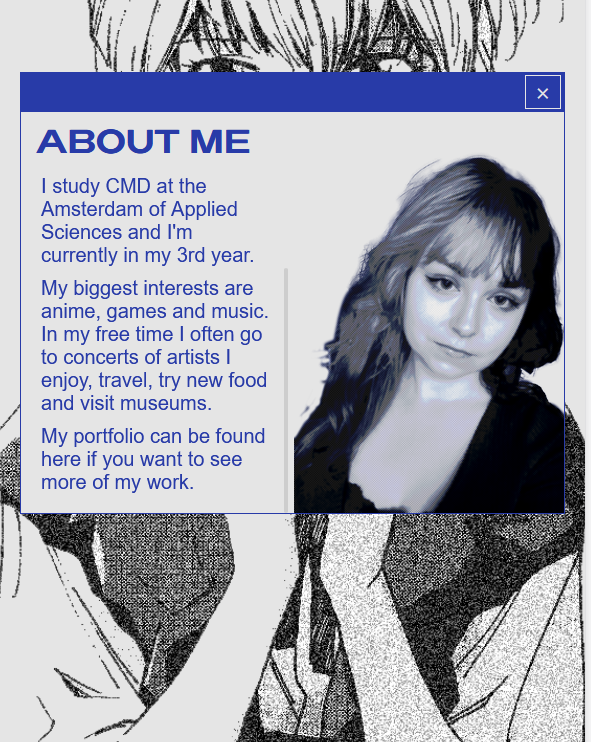 ABOUT ME
I study CMD at the
Amsterdam of Applied
Sciences and I'm
currently in my 3rd year.
My biggest interests are
anime, games and music.
In my free time I often go
to concerts of artists I
enjoy, travel, try new food
and visit museums.
My portfolio can be found
here if you want to see
more of my work.